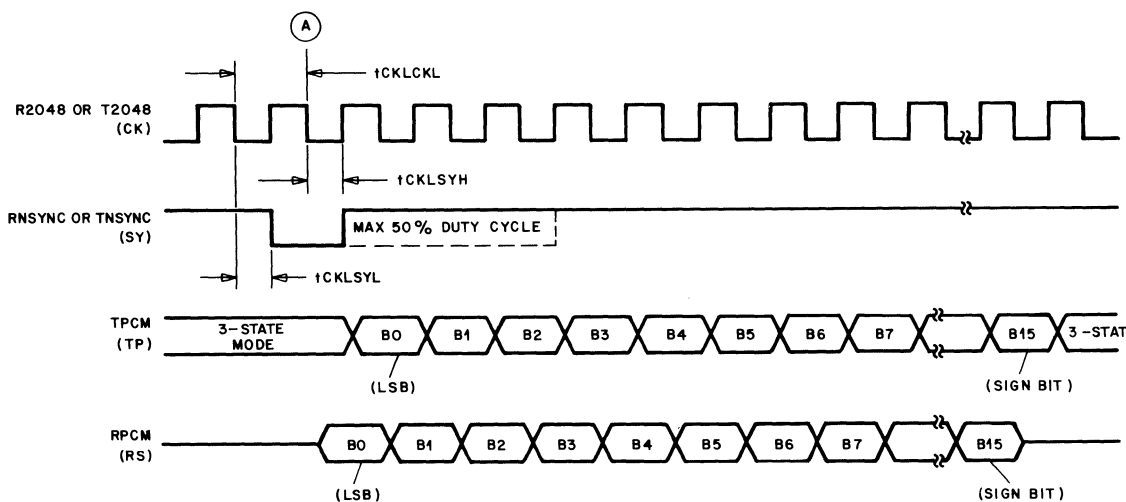 A
tCKLCKL
R2048 OR T2048
(CK)
tCKLSYH
RNSYNC OR TNSYNC
(SY)
MAX 50% DUTY CYCLE
tCKLSYL
TPCM
(TP)
3-STATE
MODE
B0 B1 B2 B3 B4 B5 B6 B7 B15 3-STAT
(LSB)
(SIGN BIT)
RPCM
(RS)
B0 B1 B2 B3 B4 B5 B6 B7 B15
(LSB)
(SIGN BIT)